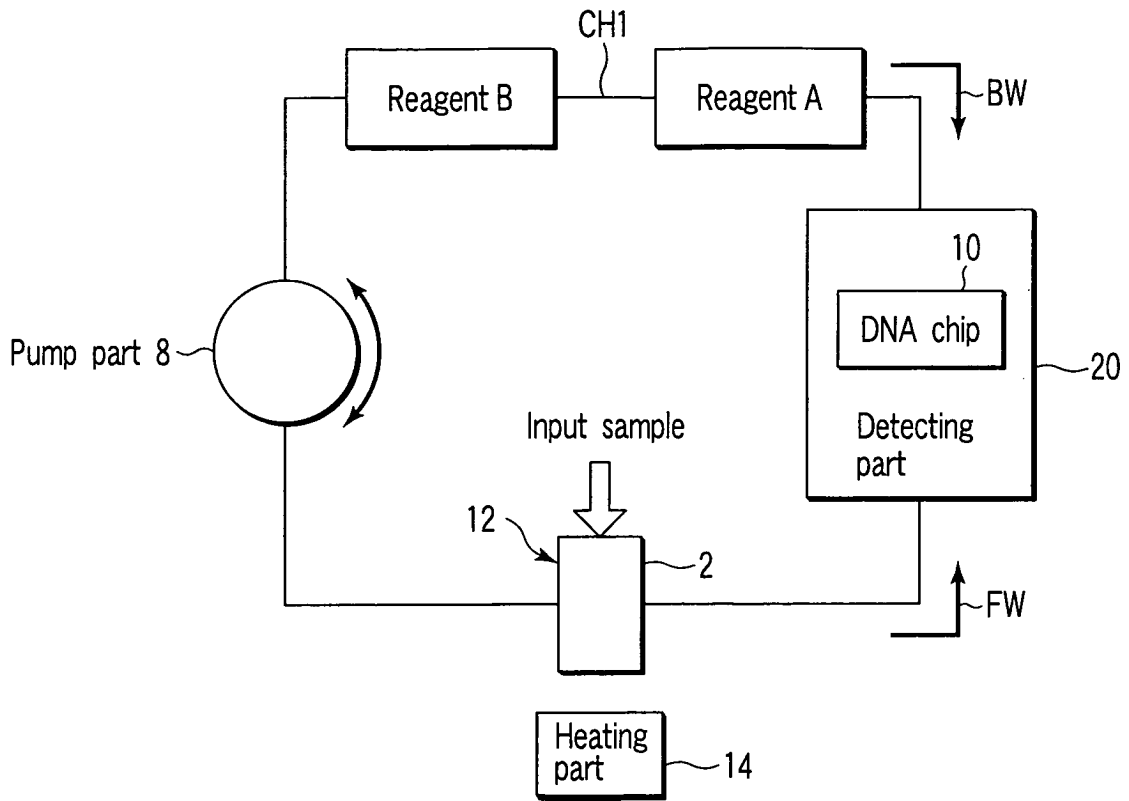 CH1
Reagent B
Reagent A
BW
10
DNA chip
Pump part 8
20
Input sample
Detecting
part
12
2
FW
Heating
part
14